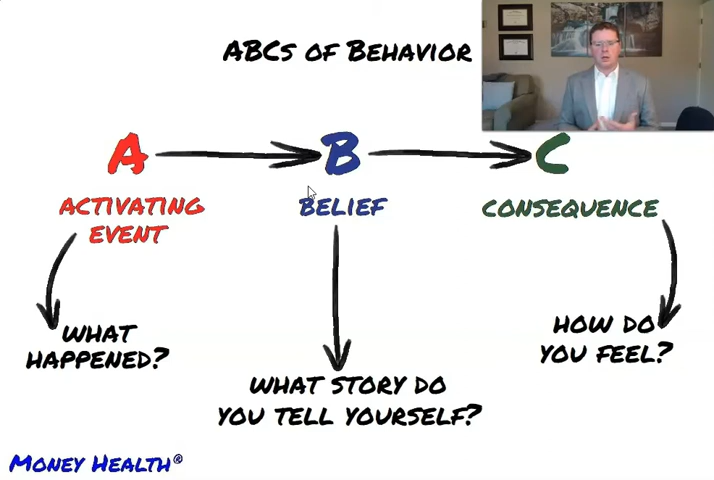 ABCs of Behavior
A
B
C
ACTIVATING
EVENT
BELIEF
CONSEQUENCE
WHAT
HAPPENED?
WHAT STORY DO
YOU TELL YOURSELF?
HOW DO
YOU FEEL?
Money Health®